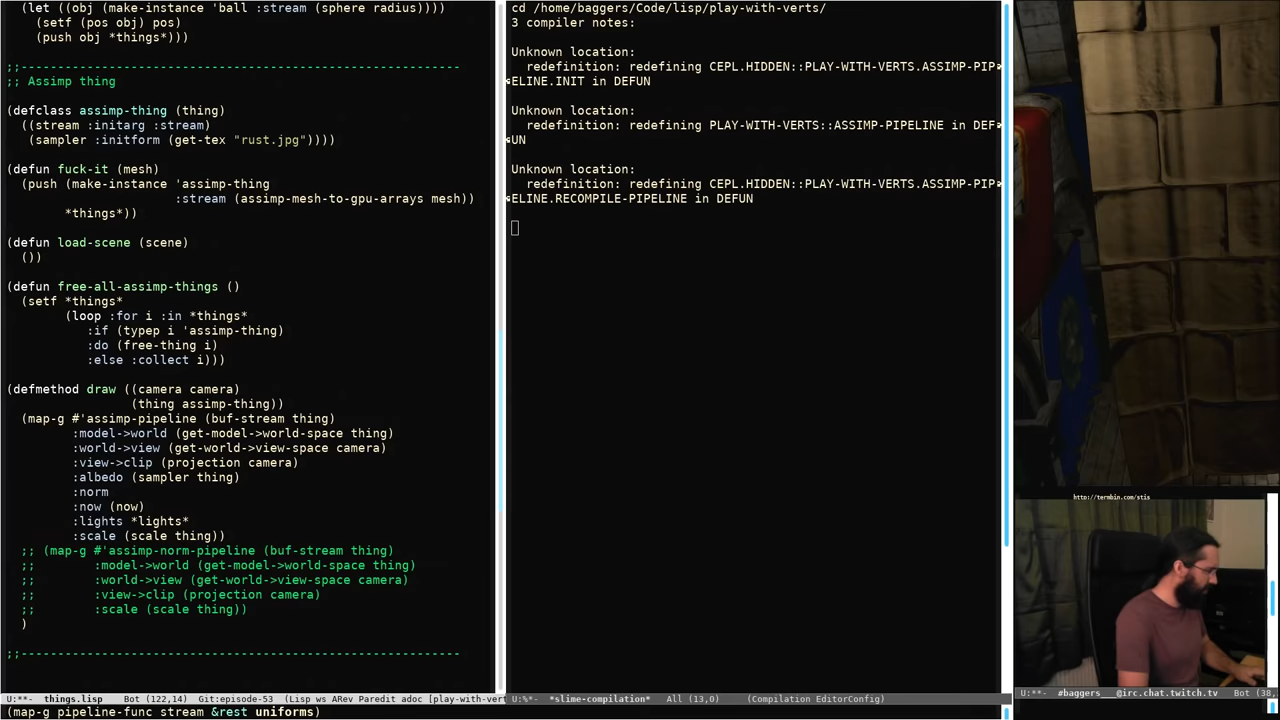 (let ((obj (make-instance 'ball :stream (sphere radius))))
(setf (pos obj) pos)
(push obj *things*)))
;;-------------------------------------------------------------
;; Assimp thing
(defclass assimp-thing (thing)
((stream :initarg :stream)
(sampler :initform (get-tex "rust.jpg"))))
(defun fuck-it (mesh)
(push (make-instance 'assimp-thing
:stream (assimp-mesh-to-gpu-arrays mesh))
*things*))
(defun load-scene (scene)
())
(defun free-all-assimp-things ()
(setf *things*
(loop :for i :in *things*
:if (typep i 'assimp-thing)
:do (free-thing i)
:else :collect i)))
(defmethod draw ((camera camera)
(thing assimp-thing))
(map-g #'assimp-pipeline (buf-stream thing)
:model->world (get-model->world-space thing)
:world->view (get-world->view-space camera)
:view->clip (projection camera)
:albedo (sampler thing)
:norm
:now (now)
:lights *lights*
:scale (scale thing))
;; (map-g #'assimp-norm-pipeline (buf-stream thing)
;; :model->world (get-model->world-space thing)
;; :world->view (get-world->view-space camera)
;; :view->clip (projection camera)
;; :scale (scale thing))
)
;;-------------------------------------------------------------
U:**- things.lisp Bot (122,14) Git:episode-53 (Lisp ws ARev Paredit adoc [play-with-vert
(map-g pipeline-func stream &rest uniforms)
cd /home/baggers/Code/lisp/play-with-verts/
3 compiler notes:
Unknown location:
redefinition: redefining CEPL.HIDDEN::PLAY-WITH-VERTS.ASSIMP-PIP
ELINE.INIT in DEFUN
Unknown location:
redefinition: redefining PLAY-WITH-VERTS::ASSIMP-PIPELINE in DEF
UN
Unknown location:
redefinition: redefining CEPL.HIDDEN::PLAY-WITH-VERTS.ASSIMP-PIP
ELINE.RECOMPILE-PIPELINE in DEFUN
U:%*- *slime-compilation* All (13,0) (Compilation EditorConfig)
http://termbin.com/stis
U:**- #baggers___@irc.chat.twitch.tv Bot (38,